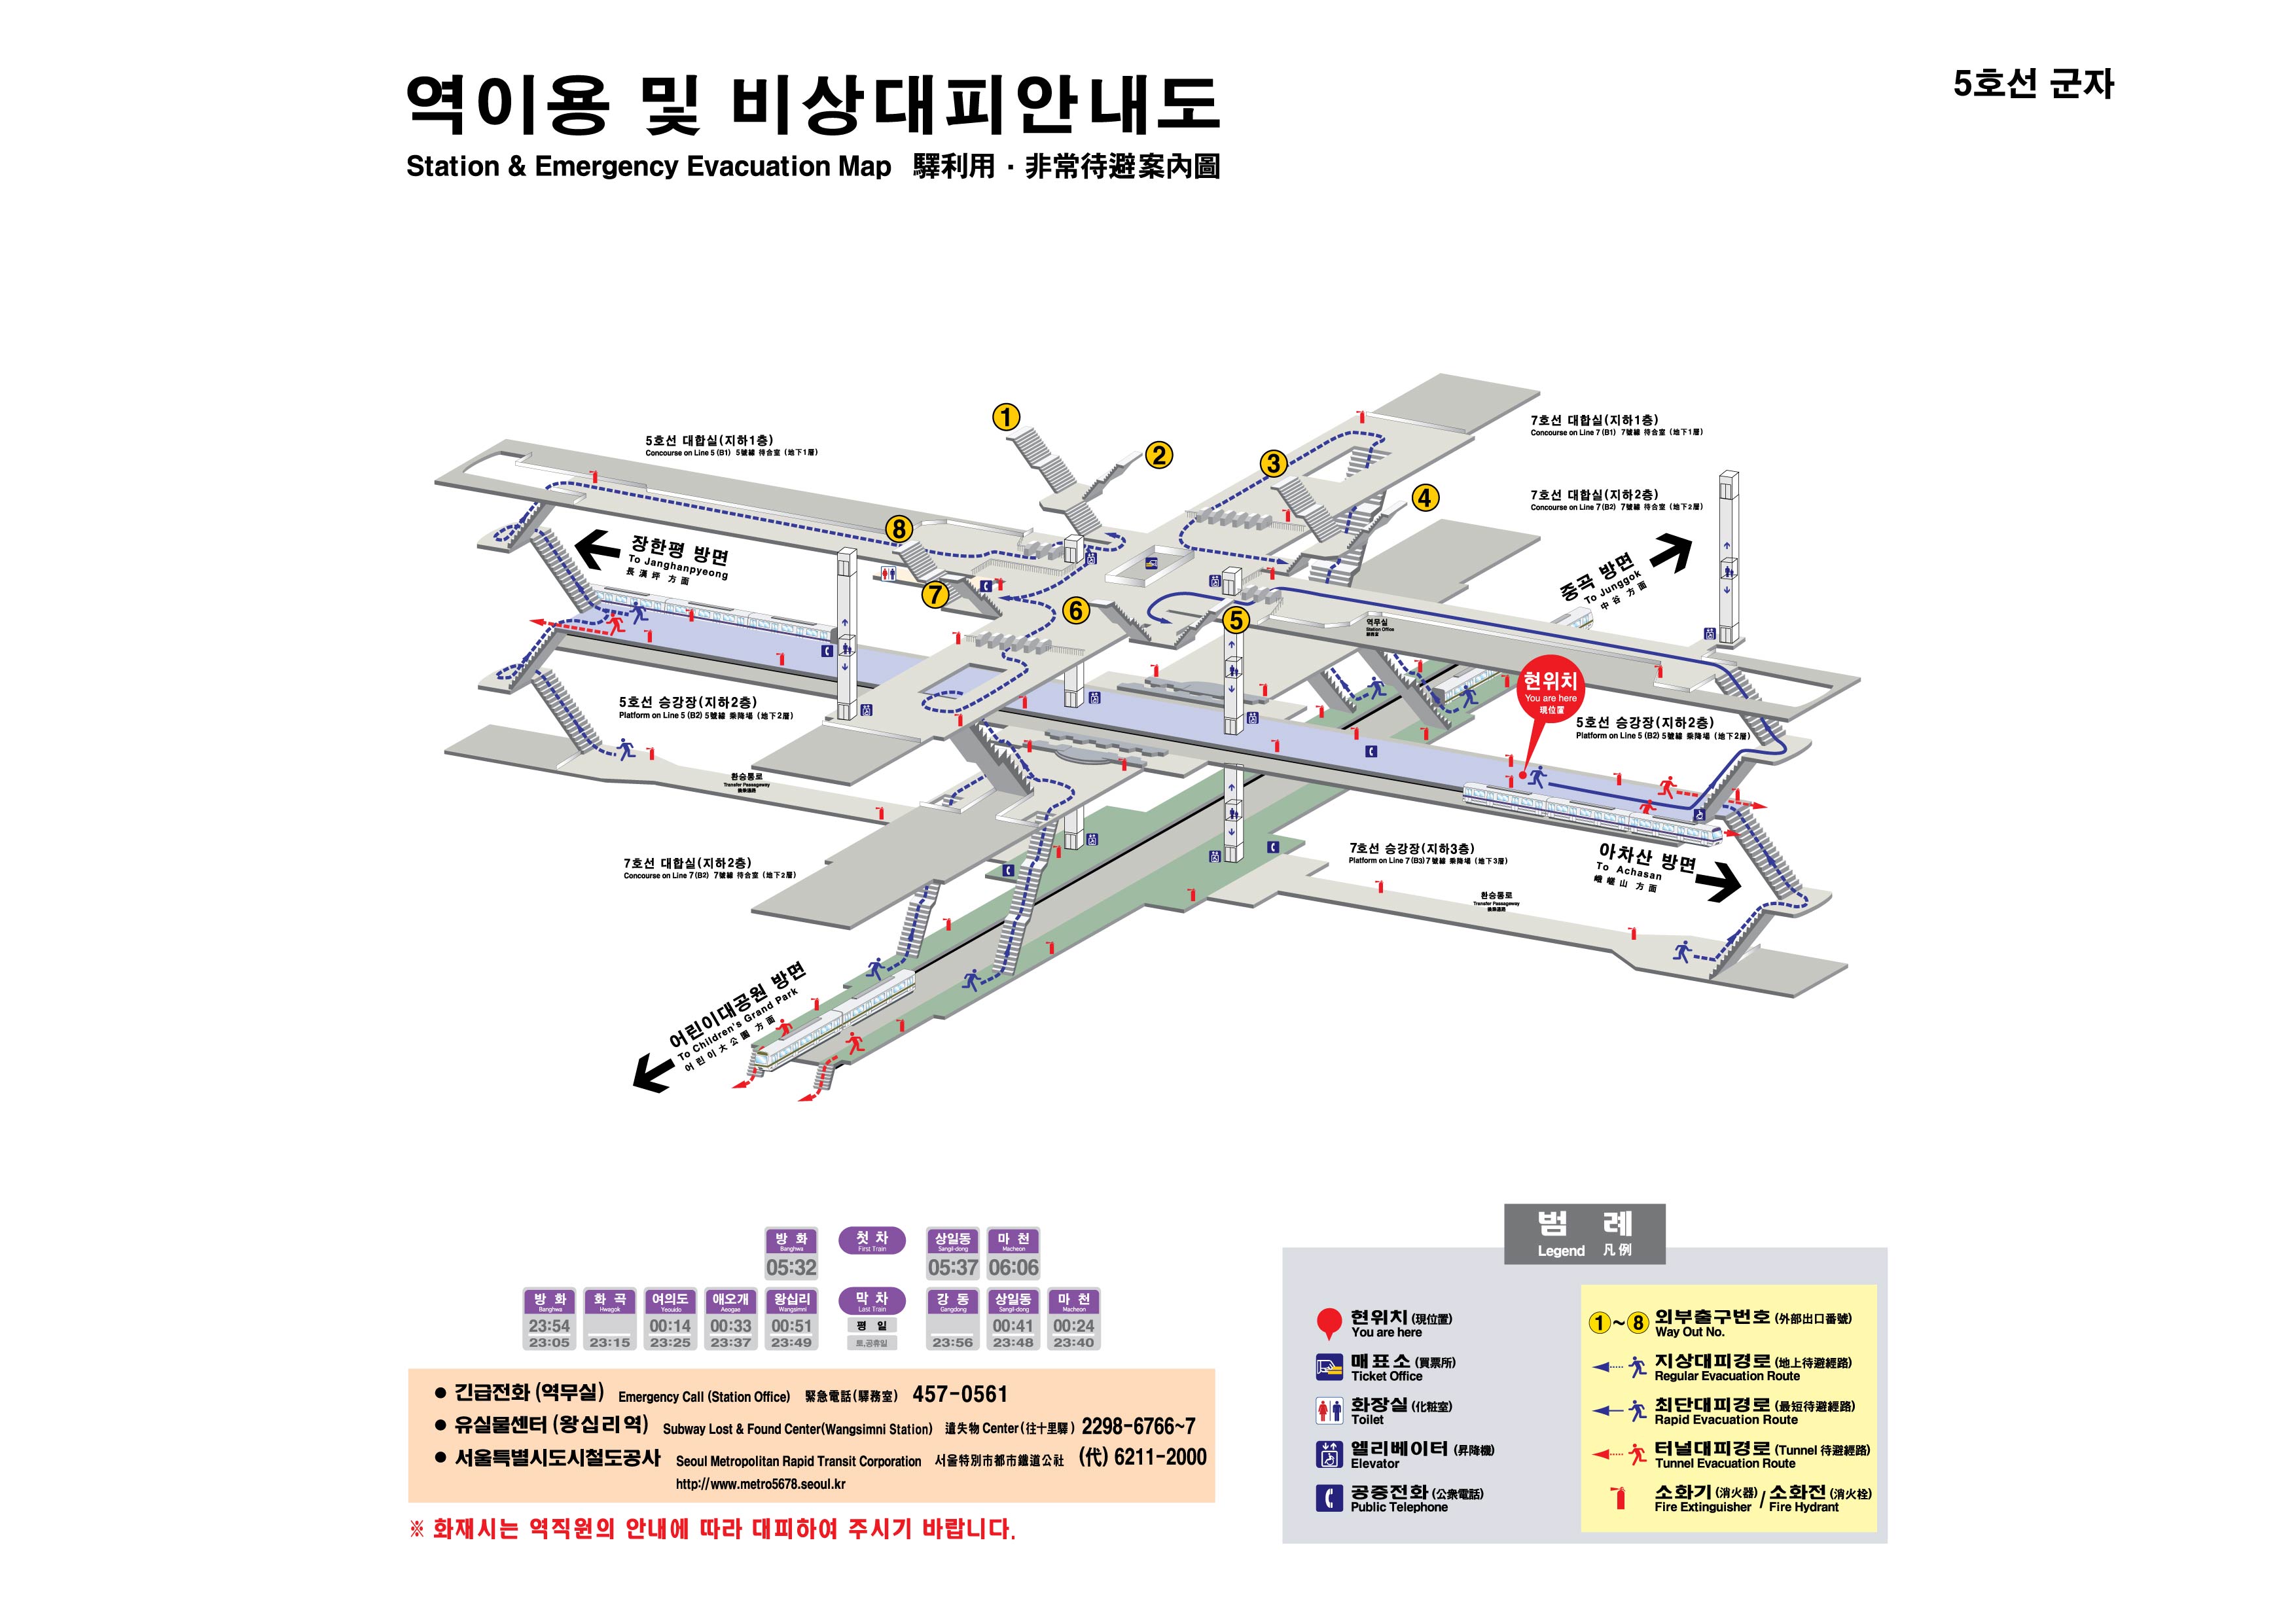 역이용 및 비상대피안내도
Station & Emergency Evacuation Map 驛利用 · 非常待避案內圖
5호선 군자
1
2
3
4
5
6
7
8
5호선 대합실(지하1층)
Concourse on Line 5 (B1) 5號線 待合室 (地下1層)
7호선 대합실(지하1층)
Concourse on Line 7 (B1) 7號線 待合室 (地下1層)
7호선 대합실(지하2층)
Concourse on Line 7 (B2) 7號線 待合室 (地下2層)
장한평 방면
To Janghanpyeong
長漢坪 方面
중곡 방면
To Junggok
中谷 方面
역무실
Station Office
驛務室
현위치
You are here
現位置
5호선 승강장(지하2층)
Platform on Line 5 (B2) 5號線 乘降場 (地下2層)
5호선 승강장(지하2층)
Platform on Line 5 (B2) 5號線 乘降場 (地下2層)
환승통로
Transfer Passageway
換乘通路
7호선 대합실(지하2층)
Concourse on Line 7 (B2) 7號線 待合室 (地下2層)
7호선 승강장(지하3층)
Platform on Line 7 (B3) 7號線 乘降場 (地下3層)
아차산 방면
To Achasan
峨嵯山 方面
환승통로
Transfer Passageway
換乘通路
어린이대공원 방면
To Children's Grand Park
어린이大公園 方面
방 화
Banghwa
05:32
첫 차
First Train
상일동
Sangil-dong
05:37
마 천
Macheon
06:06
방 화
Banghwa
23:54
23:05
화 곡
Hwagok
23:15
여의도
Yeouido
00:14
23:25
애오개
Aeogae
00:33
23:37
왕십리
Wangsimni
00:51
23:49
막 차
Last Train
평 일
토.공휴일
강 동
Gangdong
23:56
상일동
Sangil-dong
00:41
23:48
마 천
Macheon
00:24
23:40
● 긴급전화 (역무실) Emergency Call (Station Office) 緊急電話(驛務室) 457-0561
● 유실물센터 (왕십리역) Subway Lost & Found Center(Wangsimni Station) 遺失物 Center (往十里驛) 2298-6766~7
● 서울특별시도시철도공사 Seoul Metropolitan Rapid Transit Corporation 서울特別市都市鐵道公社 (代) 6211-2000
http://www.metro5678.seoul.kr
※ 화재시는 역직원의 안내에 따라 대피하여 주시기 바랍니다.
범 례
Legend 凡例
현위치 (現位置)
You are here
매표소 (買票所)
Ticket Office
화장실 (化粧室)
Toilet
엘리베이터 (昇降機)
Elevator
공중전화 (公衆電話)
Public Telephone
1~8 외부출구번호 (外部出口番號)
Way Out No.
지상대피경로 (地上待避經路)
Regular Evacuation Route
최단대피경로 (最短待避經路)
Rapid Evacuation Route
터널대피경로 (Tunnel 待避經路)
Tunnel Evacuation Route
소화기 (消火器) / 소화전 (消火栓)
Fire Extinguisher / Fire Hydrant